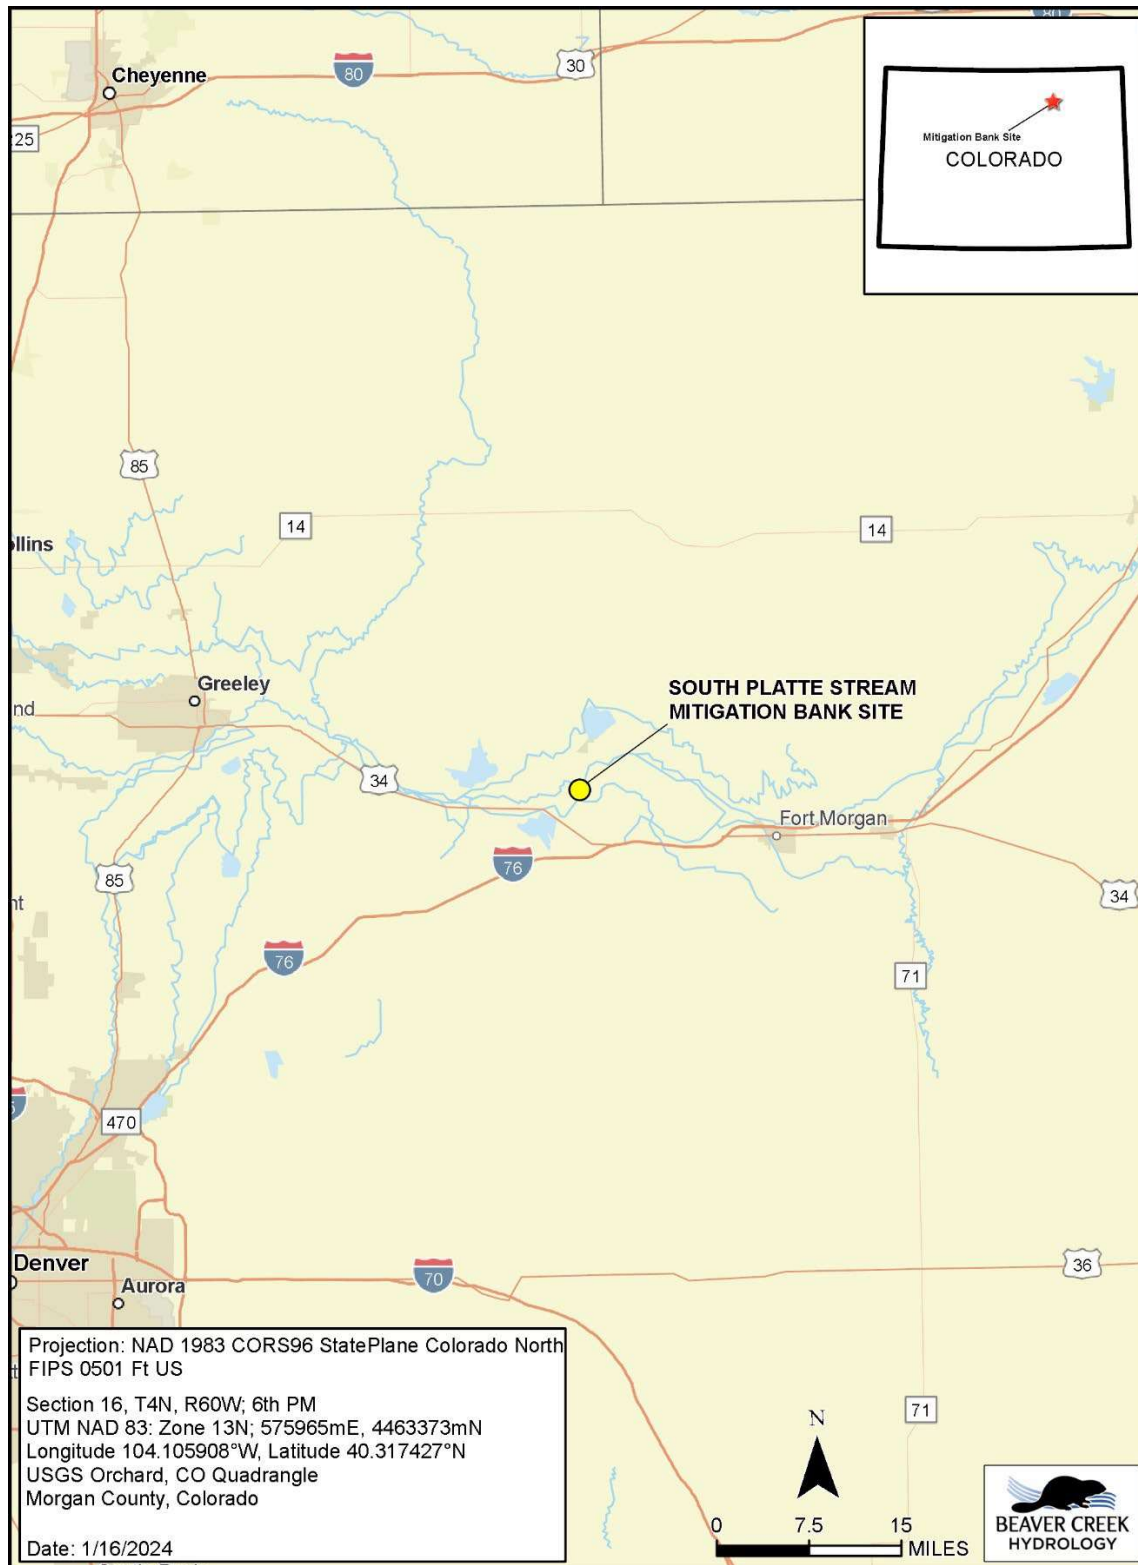 80
Cheyenne
80
30
25
Mitigation Bank Site
COLORADO
85
14
14
ollins
SOUTH PLATTE STREAM
MITIGATION BANK SITE
Greeley
nd
34
Fort Morgan
76
85
34
nt
76
71
470
36
Denver
70
Aurora
Projection: NAD 1983 CORS96 StatePlane Colorado North
FIPS 0501 Ft US
Section 16, T4N, R60W; 6th PM
UTM NAD 83: Zone 13N; 575965mE, 4463373mN
Longitude 104.105908°W, Latitude 40.317427°N
USGS Orchard, CO Quadrangle
Morgan County, Colorado
Date: 1/16/2024
71
N
0 7.5 15
MILES
BEAVER CREEK
HYDROLOGY